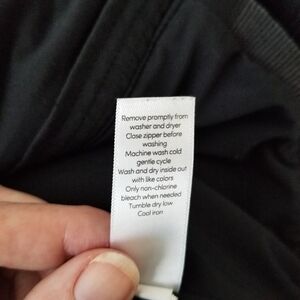 Remove promptly from
washer and dryer
Close zipper before
washing
Machine wash cold
gentle cycle
Wash and dry inside out
with like colors
Only non-chlorine
bleach when needed
Tumble dry low
Cool iron